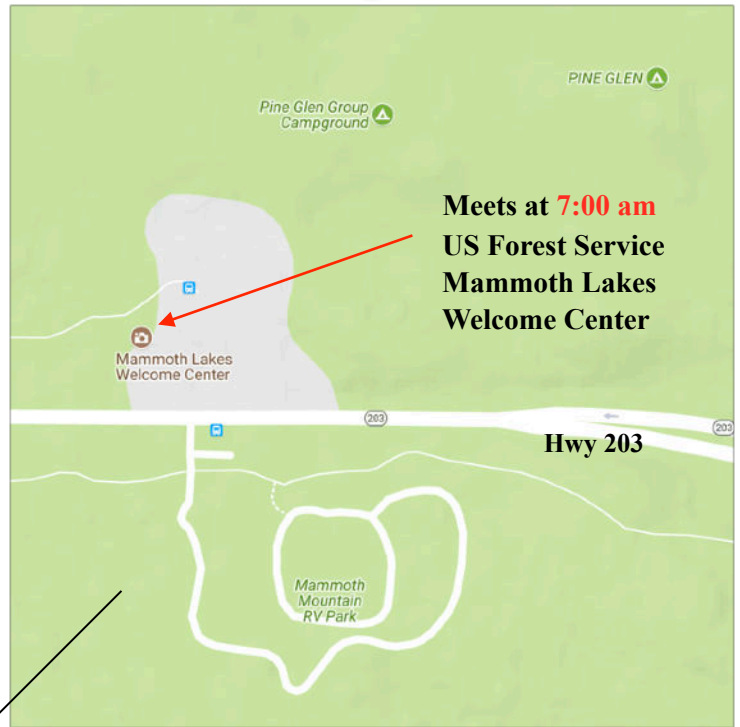 PINE GLEN
Pine Glen Group
Campground
Meets at 7:00 am
US Forest Service
Mammoth Lakes
Welcome Center
Mammoth Lakes
Welcome Center
203
203
Hwy 203
Mammoth
Mountain
RV Park